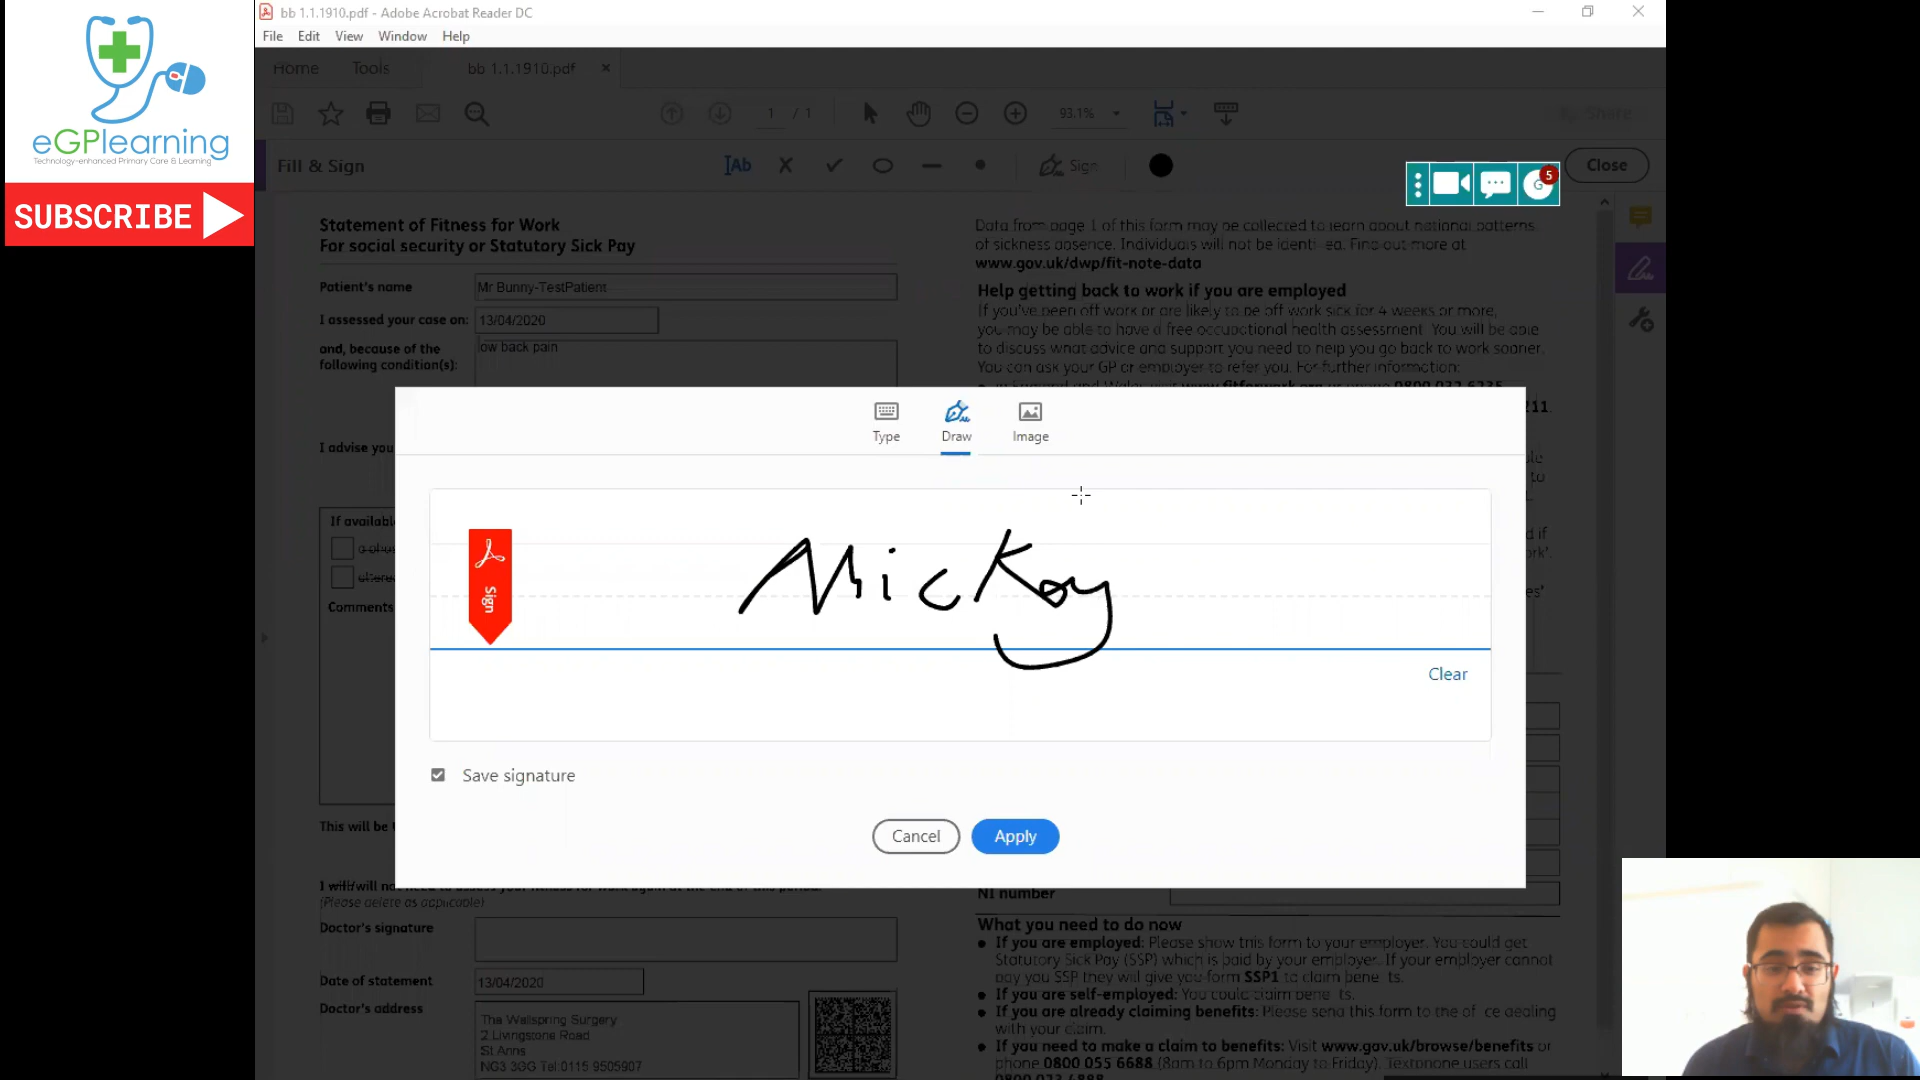 eGPlearning
Technology-enhanced Primary Care & Learning
SUBSCRIBE
bb 1.1.1910.pdf - Adobe Acrobat Reader DC
File Edit View Window Help
Home Tools bb 1.1.1910.pdf
1 / 1 93.1% Share
Fill & Sign Sign Close
5
Statement of Fitness for Work
For social security or Statutory Sick Pay
Patient's name Mr Bunny-TestPatient
I assessed your case on: 13/04/2020
and, because of the following condition(s): low back pain
I advise you
If available
Comments
This will be
Data from page 1 of this form may be collected to learn about national patterns
of sickness absence. Individuals will not be identi ed. Find out more at
www.gov.uk/dwp/fit-note-data
Help getting back to work if you are employed
If you've been off work or are likely to be off work sick for 4 weeks or more,
you may be able to have a free occupational health assessment. You will be able
to discuss what advice and support you need to help you go back to work sooner.
You can ask your GP or employer to refer you. For further information:
Type Draw Image
Sign
Mickey
Clear
Save signature
Cancel Apply
(Please delete as applicable)
Doctor's signature
Date of statement 13/04/2020
Doctor's address
The Wellspring Surgery
2 Livingstone Road
St Anns
NG3 3GG Tel:0115 9505907
NI number
What you need to do now
If you are employed: Please show this form to your employer. You could get
Statutory Sick Pay (SSP) which is paid by your employer. If your employer cannot
pay you SSP they will give you form SSP1 to claim bene ts.
If you are self-employed: You could claim bene ts.
If you are already claiming benefits: Please send this form to the of ce dealing
with your claim.
If you need to make a claim to benefits: Visit www.gov.uk/browse/benefits or
phone 0800 055 6688 (8am to 6pm Monday to Friday). Textphone users call